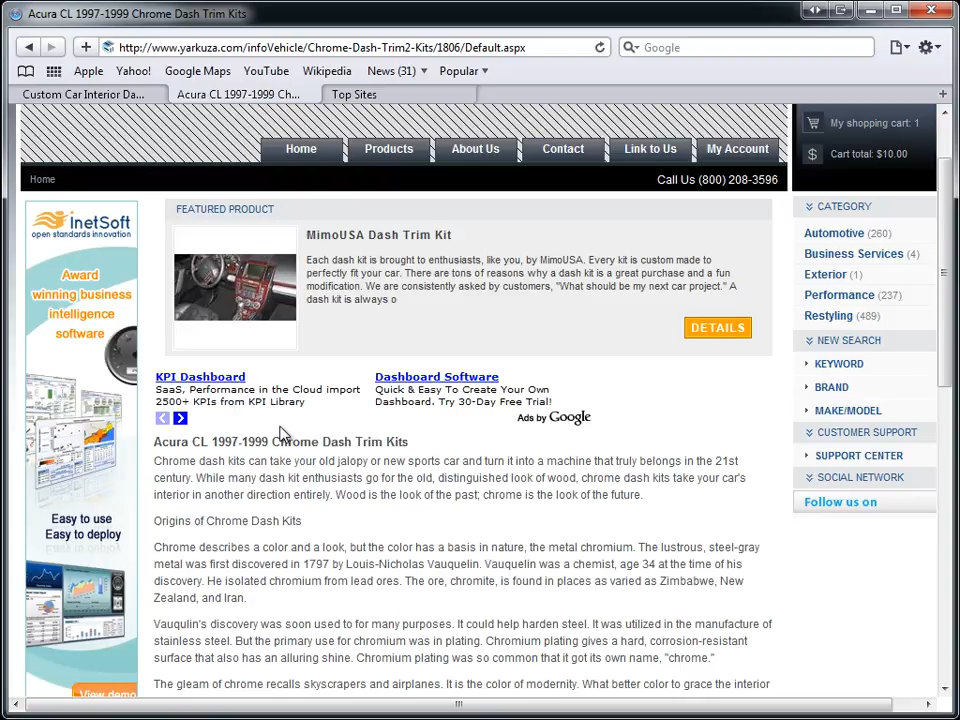 Acura CL 1997-1999 Chrome Dash Trim Kits
http://www.yarkuza.com/infoVehicle/Chrome-Dash-Trim2-Kits/1806/Default.aspx
Google
Apple Yahoo! Google Maps YouTube Wikipedia News (31) Popular
Custom Car Interior Da... Acura CL 1997-1999 Ch... Top Sites
Home Products About Us Contact Link to Us My Account
My shopping cart: 1
$ Cart total: $10.00
Home
Call Us (800) 208-3596
InetSoft
open standards innovation
Award
winning business
intelligence
software
Easy to use
Easy to deploy
View demo
FEATURED PRODUCT
MimoUSA Dash Trim Kit
Each dash kit is brought to enthusiasts, like you, by MimoUSA. Every kit is custom made to
perfectly fit your car. There are tons of reasons why a dash kit is a great purchase and a fun
modification. We are consistently asked by customers, "What should be my next car project." A
dash kit is always o
DETAILS
KPI Dashboard
SaaS, Performance in the Cloud import
2500+ KPIs from KPI Library
Dashboard Software
Quick & Easy To Create Your Own
Dashboard. Try 30-Day Free Trial!
Ads by Google
Acura CL 1997-1999 Chrome Dash Trim Kits
Chrome dash kits can take your old jalopy or new sports car and turn it into a machine that truly belongs in the 21st
century. While many dash kit enthusiasts go for the old, distinguished look of wood, chrome dash kits take your car's
interior in another direction entirely. Wood is the look of the past; chrome is the look of the future.
Origins of Chrome Dash Kits
Chrome describes a color and a look, but the color has a basis in nature, the metal chromium. The lustrous, steel-gray
metal was first discovered in 1797 by Louis-Nicholas Vauquelin. Vauquelin was a chemist, age 34 at the time of his
discovery. He isolated chromium from lead ores. The ore, chromite, is found in places as varied as Zimbabwe, New
Zealand, and Iran.
Vauqulin's discovery was soon used to for many purposes. It could help harden steel. It was utilized in the manufacture of
stainless steel. But the primary use for chromium was in plating. Chromium plating gives a hard, corrosion-resistant
surface that also has an alluring shine. Chromium plating was so common that it got its own name, "chrome."
The gleam of chrome recalls skyscrapers and airplanes. It is the color of modernity. What better color to grace the interior
CATEGORY
Automotive (260)
Business Services (4)
Exterior (1)
Performance (237)
Restyling (489)
NEW SEARCH
KEYWORD
BRAND
MAKE/MODEL
CUSTOMER SUPPORT
SUPPORT CENTER
SOCIAL NETWORK
Follow us on